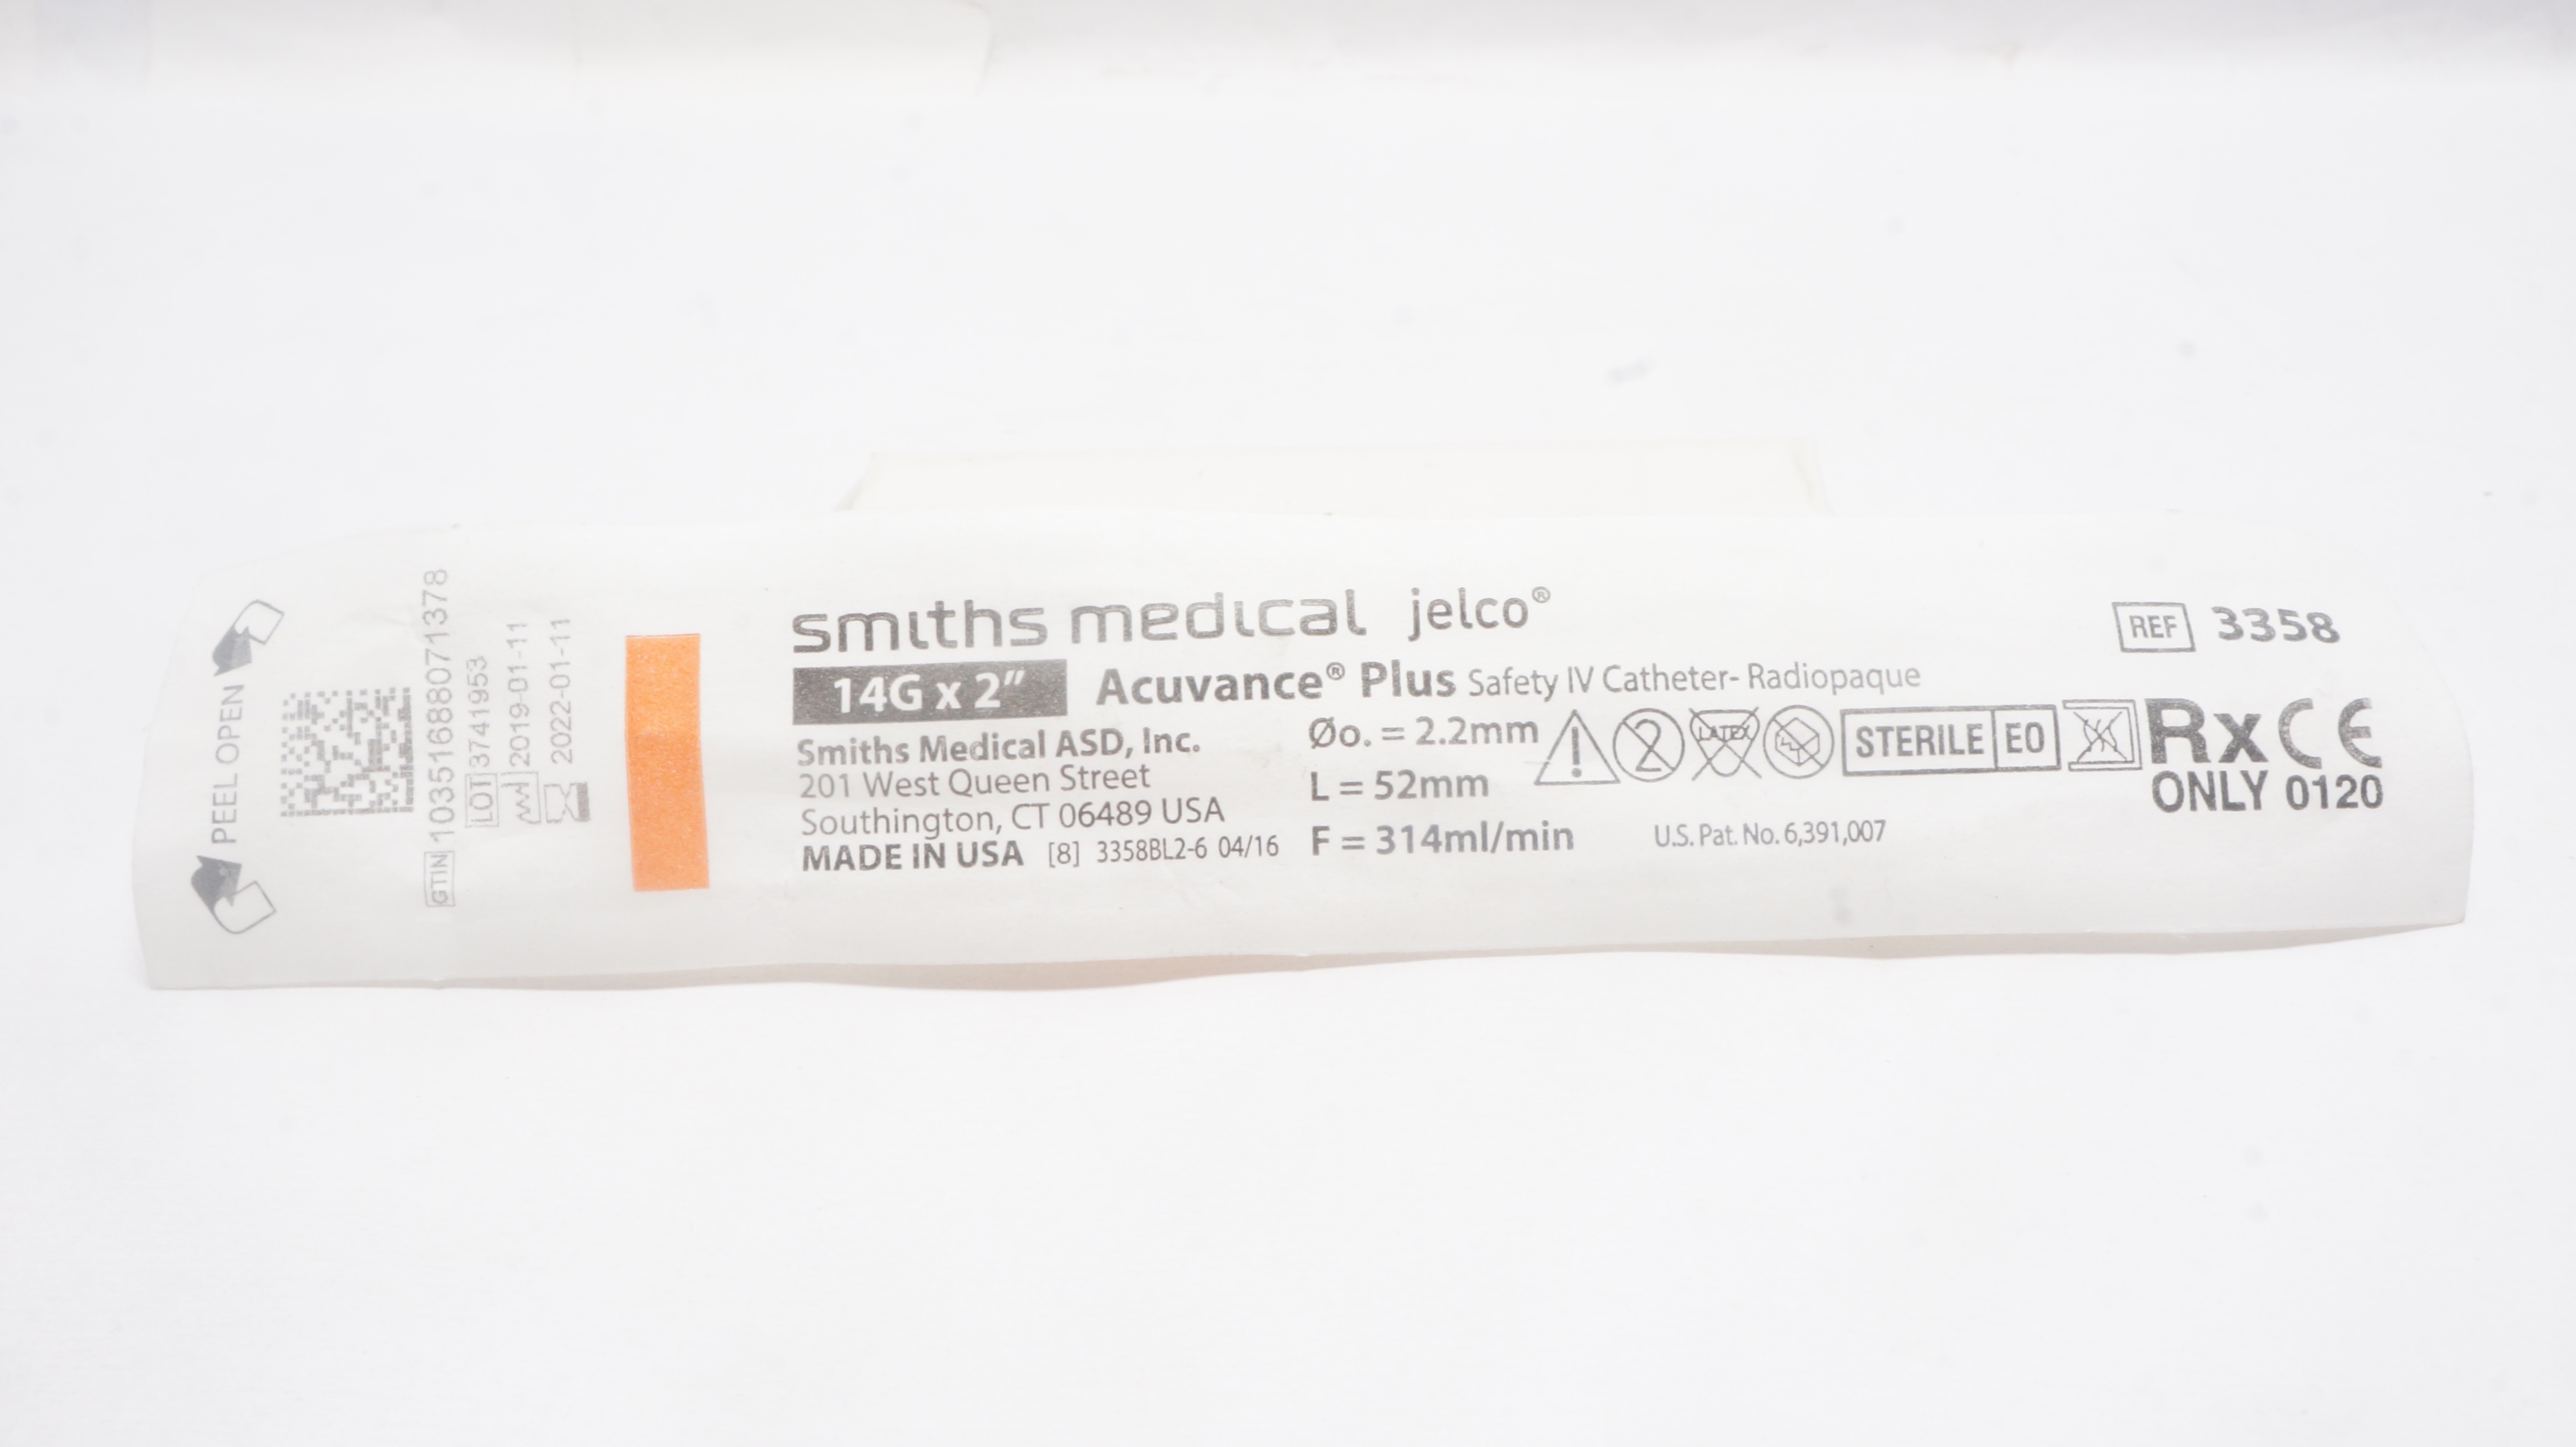 PEEL OPEN
GTIN 10351688071378
LOT 3741953
2019-01-11
2022-01-11
smiths medical jelco®
14G x 2" Acuvance® Plus Safety IV Catheter- Radiopaque
Smiths Medical ASD, Inc.
201 West Queen Street
Southington, CT 06489 USA
MADE IN USA [8] 3358BL2-6 04/16
Øo. = 2.2mm
L = 52mm
F = 314ml/min
2 LATEX STERILE EO
U.S. Pat. No. 6,391,007
REF 3358
Rx CE
ONLY 0120